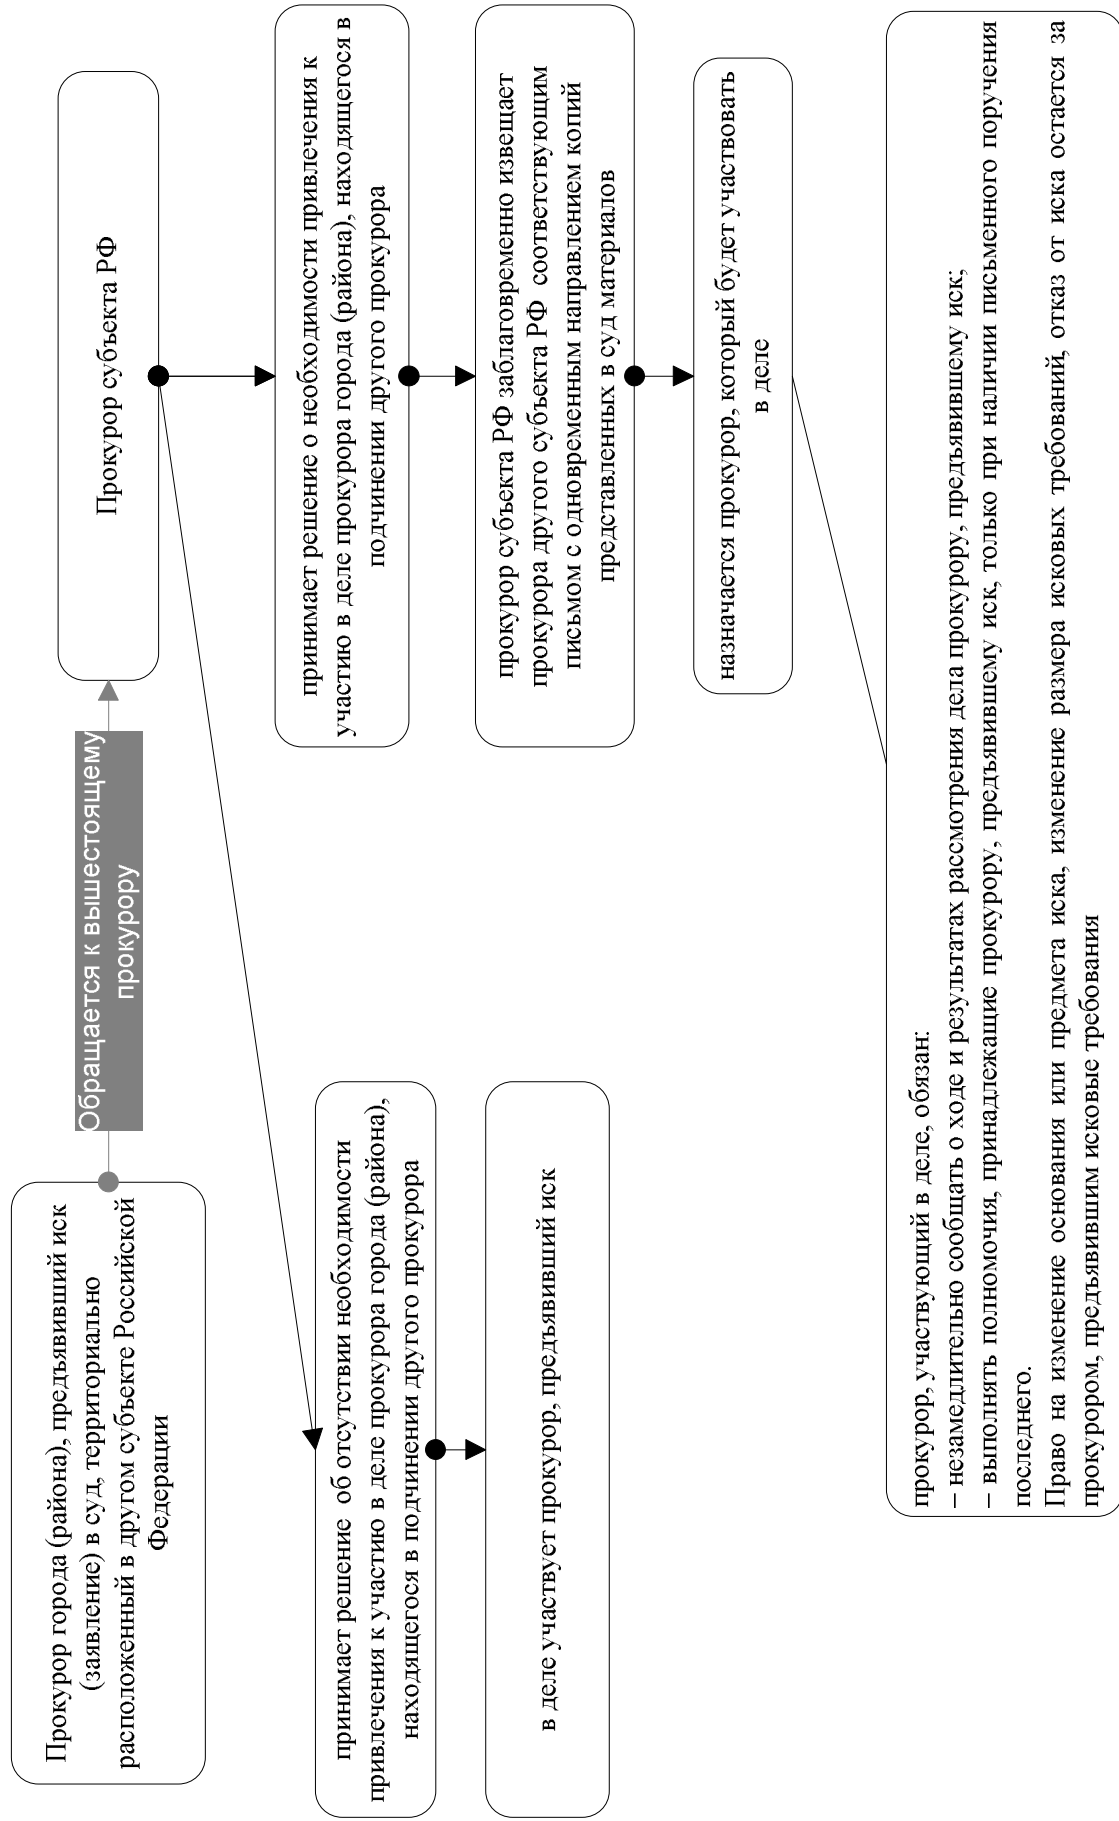 Прокурор города (района), предъявивший иск
(заявление) в суд, территориально
расположенный в другом субъекте Российской
Федерации
Обращается к вышестоящему
прокурору
Прокурор субъекта РФ
принимает решение об отсутствии необходимости
привлечения к участию в деле прокурора города (района),
находящегося в подчинении другого прокурора
в деле участвует прокурор, предъявивший иск
принимает решение о необходимости привлечения к
участию в деле прокурора города (района), находящегося в
подчинении другого прокурора
прокурор субъекта РФ заблаговременно извещает
прокурора другого субъекта РФ соответствующим
письмом с одновременным направлением копий
представленных в суд материалов
назначается прокурор, который будет участвовать
в деле
прокурор, участвующий в деле, обязан:
– незамедлительно сообщать о ходе и результатах рассмотрения дела прокурору, предъявившему иск;
– выполнять полномочия, принадлежащие прокурору, предъявившему иск, только при наличии письменного поручения
последнего.
Право на изменение основания или предмета иска, изменение размера исковых требований, отказ от иска остается за
прокурором, предъявившим исковые требования